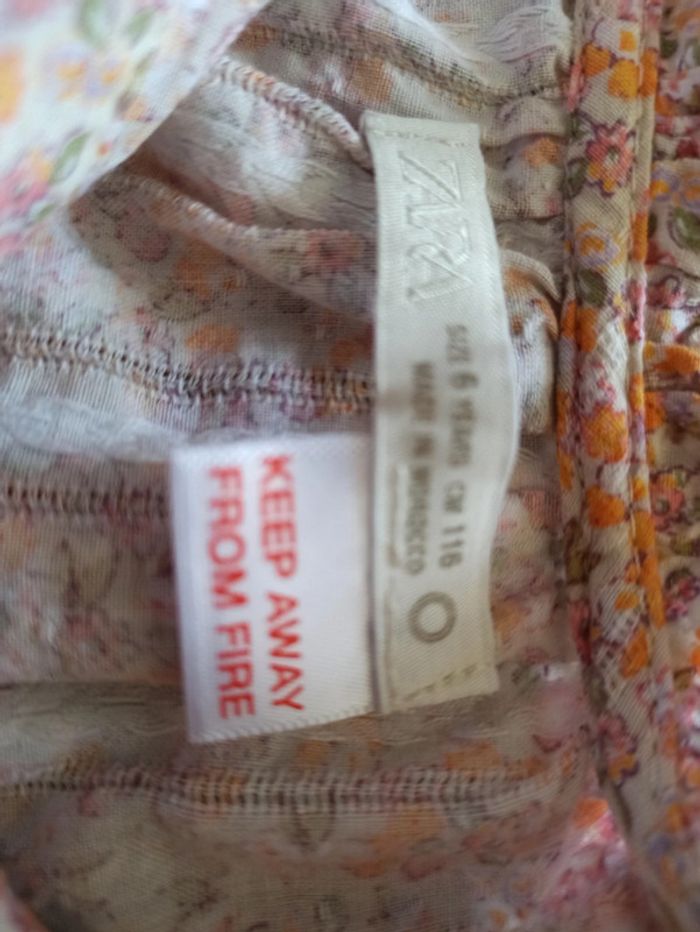 ZARA
SIZE 6 YEARS CM 116
MADE IN MOROCCO
KEEP AWAY
FROM FIRE